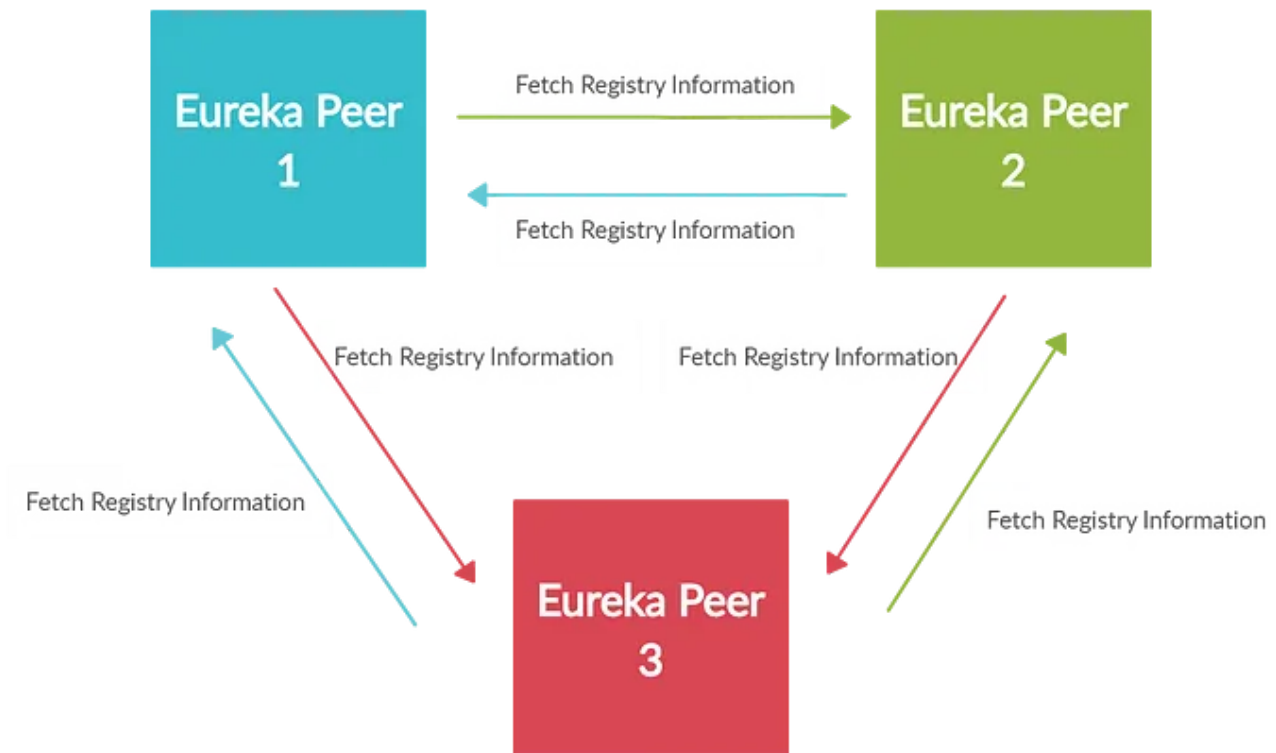 Eureka Peer
1
Fetch Registry Information
Eureka Peer
2
Fetch Registry Information
Fetch Registry Information
Fetch Registry Information
Fetch Registry Information
Fetch Registry Information
Eureka Peer
3